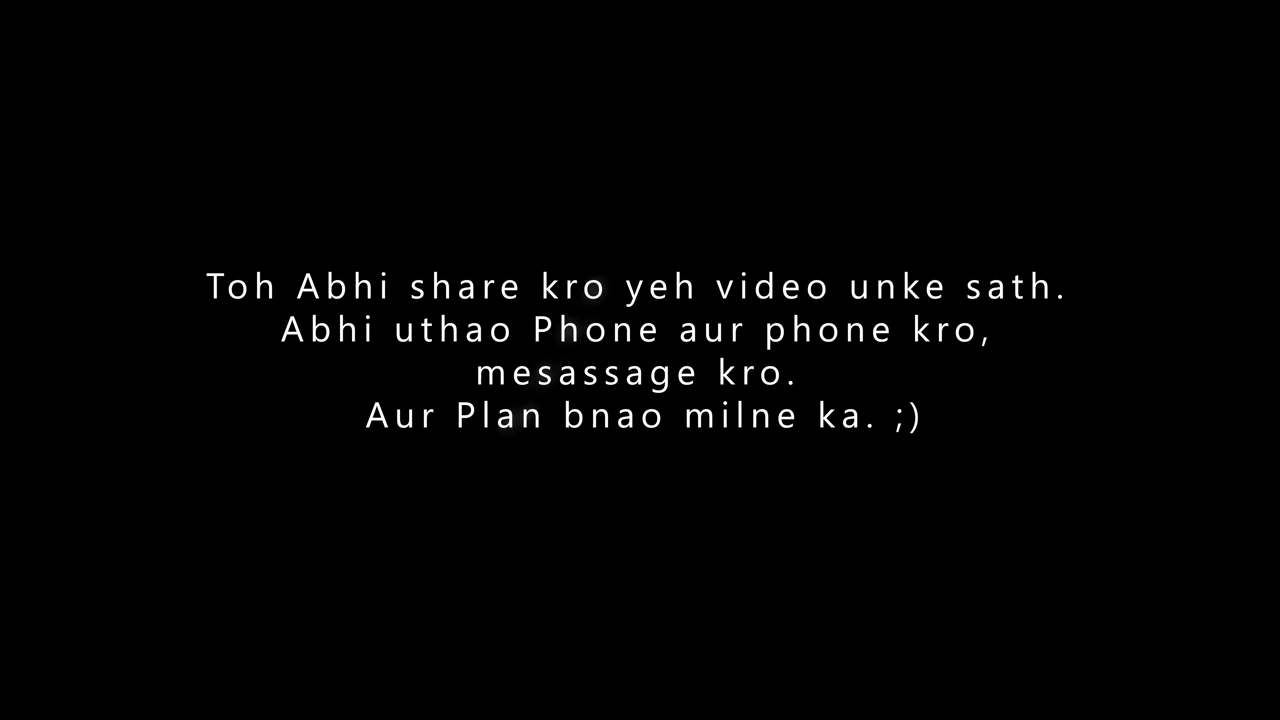 Toh Abhi share kro yeh video unke sath.
Abhi uthao Phone aur phone kro,
mesassage kro.
Aur Plan bnao milne ka. ;)